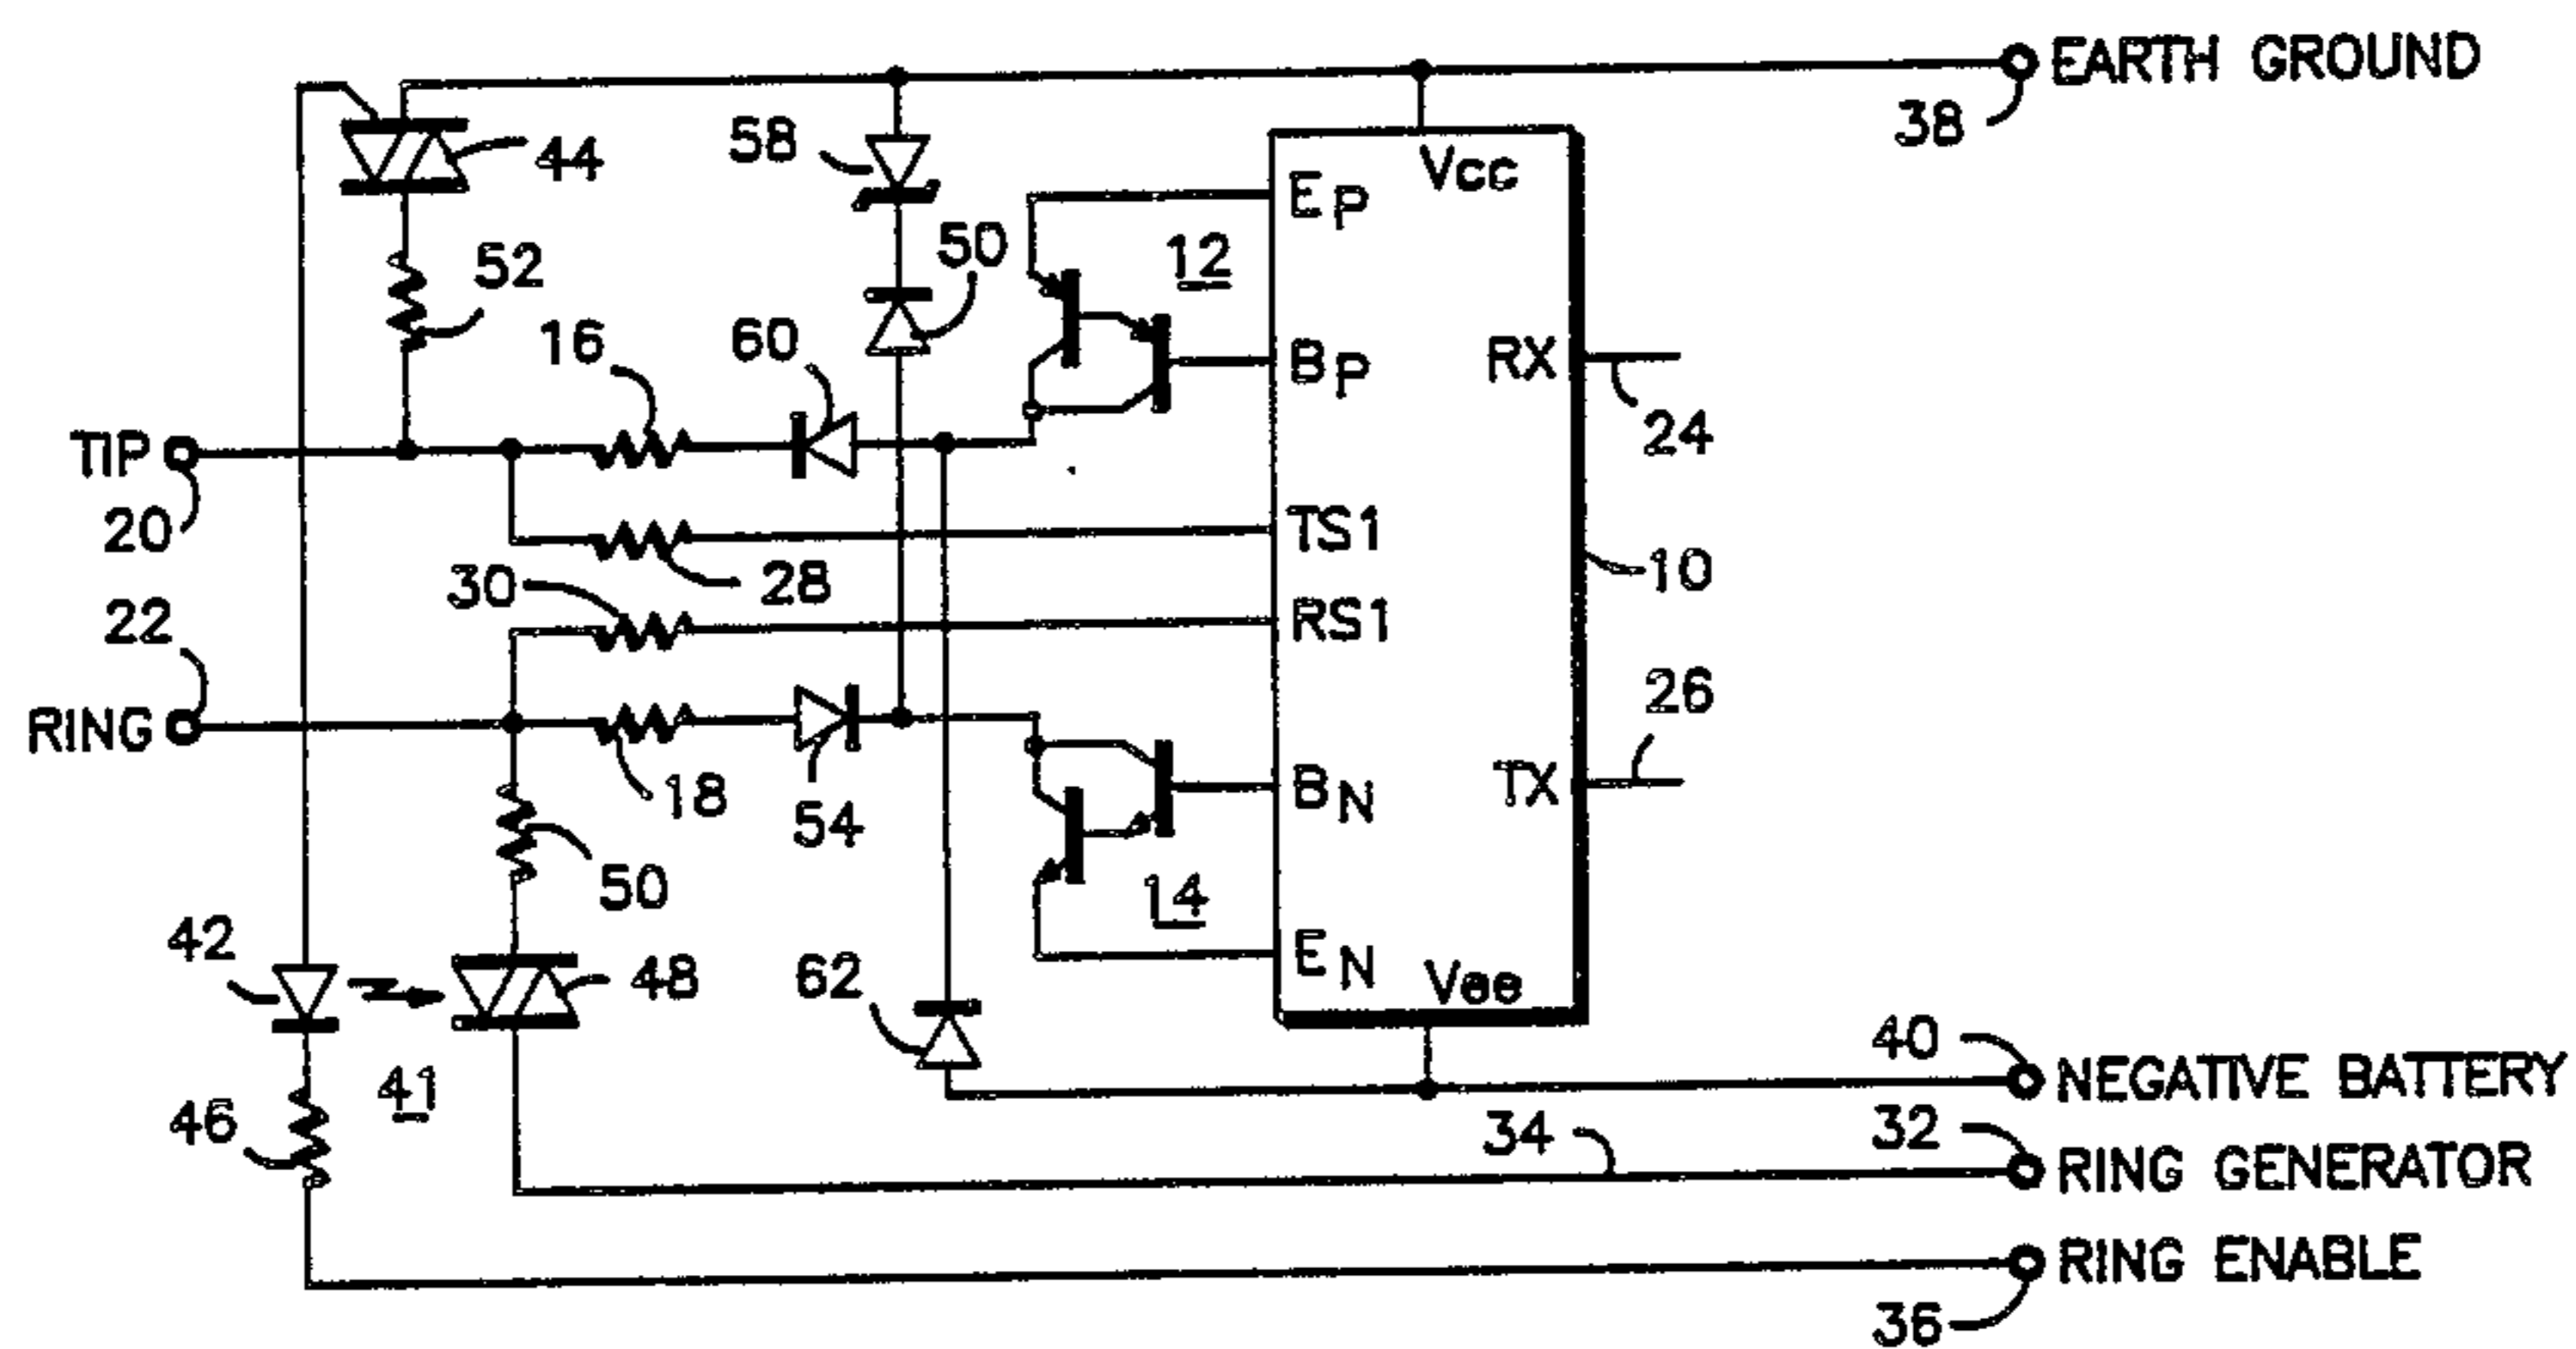 EARTH GROUND
38
44
58
Vcc
EP
12
50
52
16
60
BP
RX
24
TIP
20
TS1
28
10
30
22
RS1
RING
26
18
54
BN
TX
50
14
42
48
62
EN
Vee
40
NEGATIVE BATTERY
41
46
34
32
RING GENERATOR
RING ENABLE
36